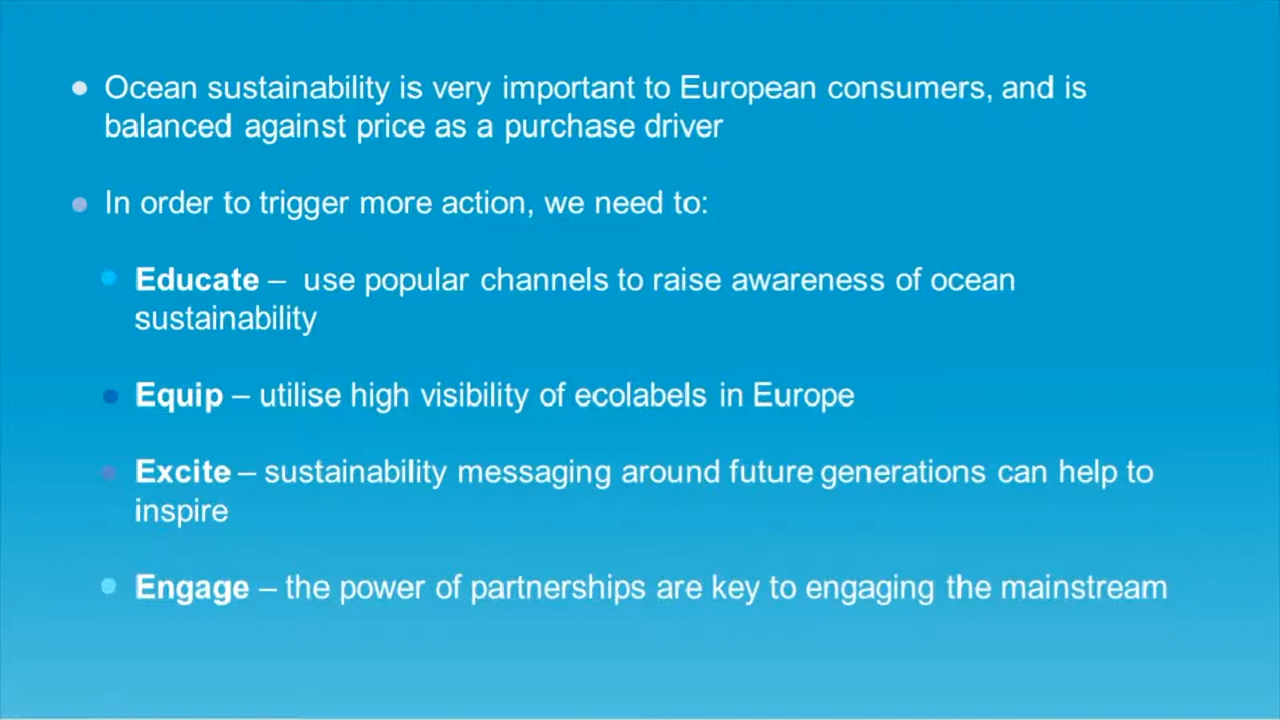 Ocean sustainability is very important to European consumers, and is
balanced against price as a purchase driver
In order to trigger more action, we need to:
Educate – use popular channels to raise awareness of ocean
sustainability
Equip – utilise high visibility of ecolabels in Europe
Excite – sustainability messaging around future generations can help to
inspire
Engage – the power of partnerships are key to engaging the mainstream